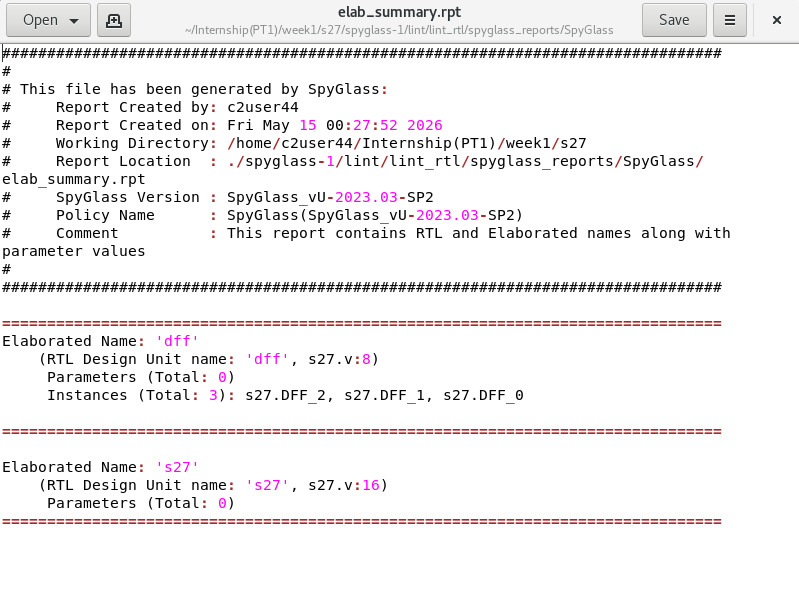 elab_summary.rpt
Open
~/Internship(PT1)/week1/s27/spyglass-1/lint/lint_rtl/spyglass_reports/SpyGlass
Save
################################################################################
#
# This file has been generated by SpyGlass:
#     Report Created by: c2user44
#     Report Created on: Fri May 15 00:27:52 2026
#     Working Directory: /home/c2user44/Internship(PT1)/week1/s27
#     Report Location  : ./spyglass-1/lint/lint_rtl/spyglass_reports/SpyGlass/
elab_summary.rpt
#     SpyGlass Version : SpyGlass_vU-2023.03-SP2
#     Policy Name      : SpyGlass(SpyGlass_vU-2023.03-SP2)
#     Comment          : This report contains RTL and Elaborated names along with
parameter values
#
################################################################################
================================================================================
Elaborated Name: 'dff'
    (RTL Design Unit name: 'dff', s27.v:8)
     Parameters (Total: 0)
     Instances (Total: 3): s27.DFF_2, s27.DFF_1, s27.DFF_0
================================================================================
Elaborated Name: 's27'
    (RTL Design Unit name: 's27', s27.v:16)
     Parameters (Total: 0)
================================================================================